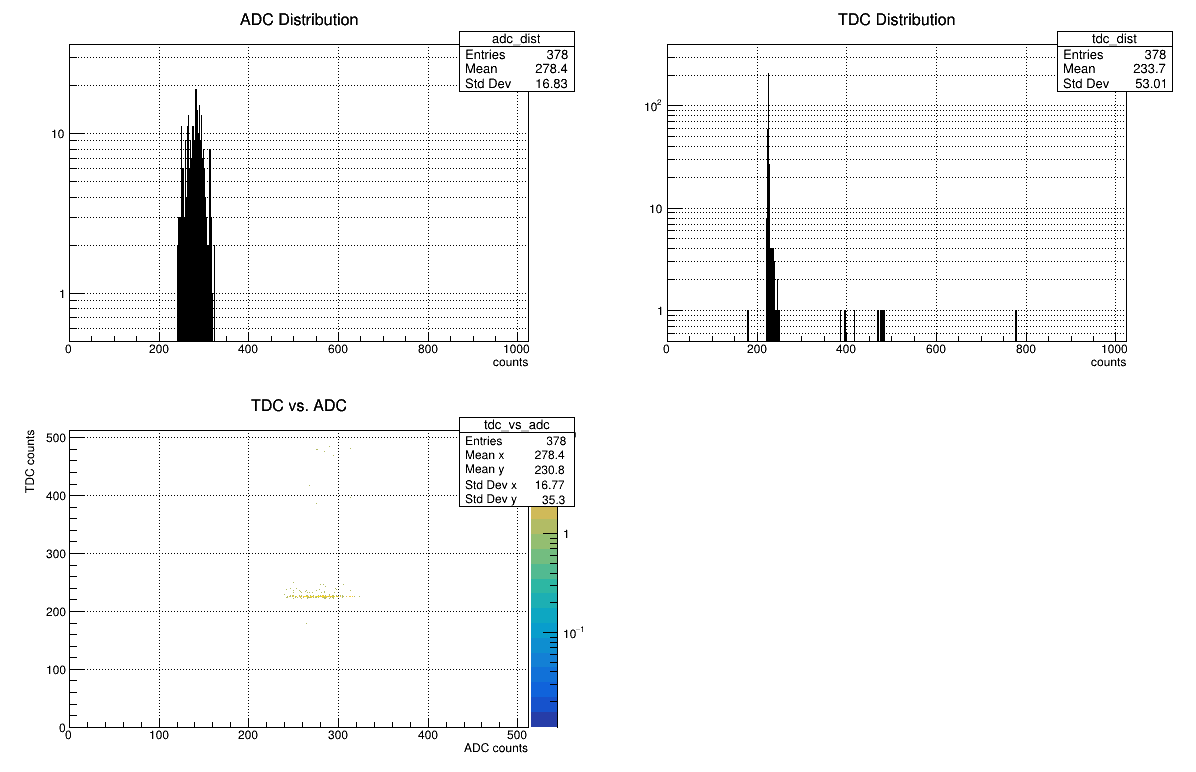 ADC Distribution
adc_dist
Entries 378
Mean 278.4
Std Dev 16.83
10
1
0 200 400 600 800 1000
counts
TDC Distribution
tdc_dist
Entries 378
Mean 233.7
Std Dev 53.01
10²
10
1
0 200 400 600 800 1000
counts
TDC vs. ADC
tdc_vs_adc
Entries 378
Mean x 278.4
Mean y 230.8
Std Dev x 16.77
Std Dev y 35.3
TDC counts
500
400
300
200
100
0
0 100 200 300 400 500
ADC counts
1
10⁻¹